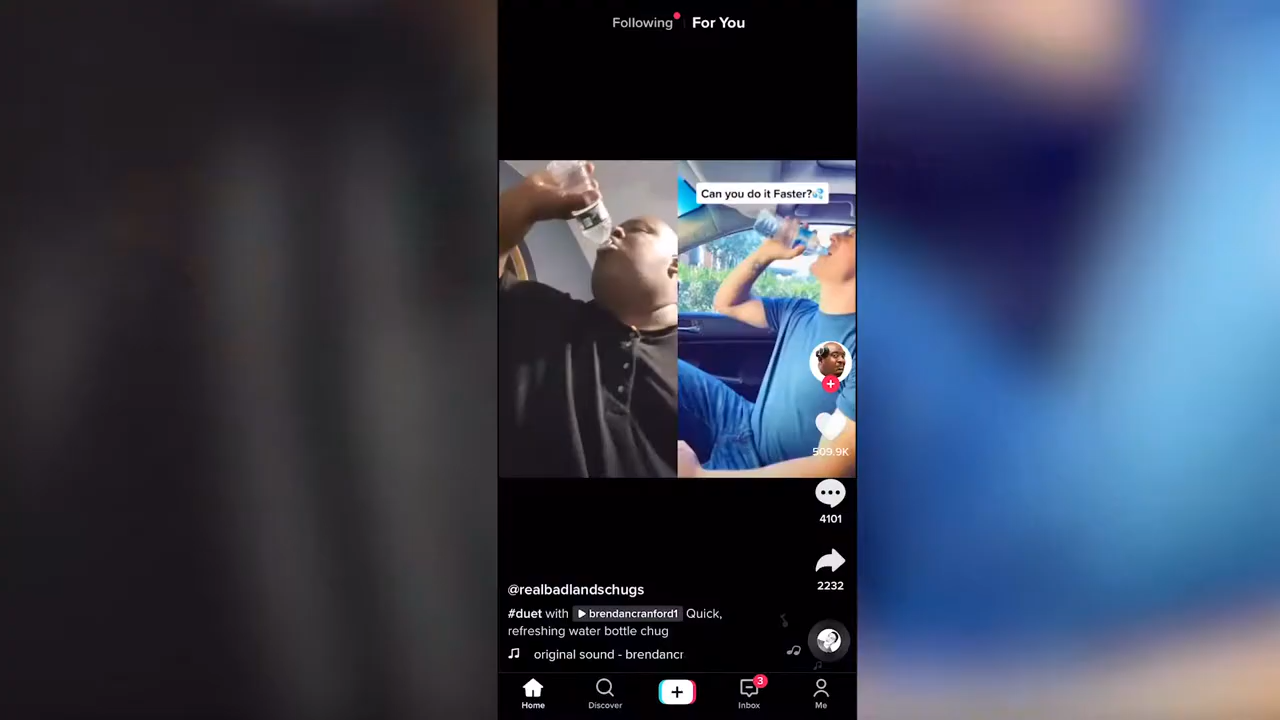 Following
For You
Can you do it Faster?💦
509.9K
4101
2232
@realbadlandschugs
#duet with ▶ brendancranford1 Quick,
refreshing water bottle chug
original sound - brendancr
3
Home
Discover
Inbox
Me